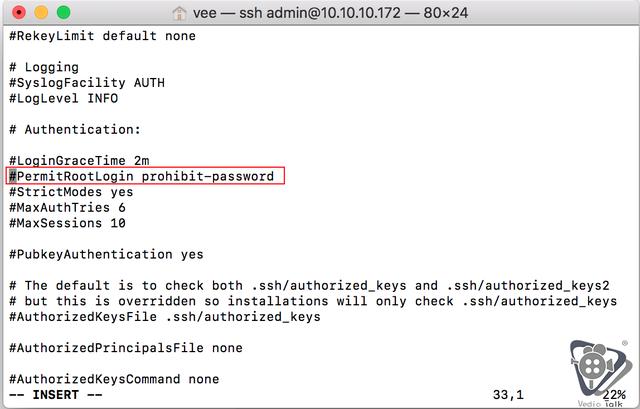 vee — ssh admin@10.10.10.172 — 80×24
#RekeyLimit default none
# Logging
#SyslogFacility AUTH
#LogLevel INFO
# Authentication:
#LoginGraceTime 2m
#PermitRootLogin prohibit-password
#StrictModes yes
#MaxAuthTries 6
#MaxSessions 10
#PubkeyAuthentication yes
# The default is to check both .ssh/authorized_keys and .ssh/authorized_keys2
# but this is overridden so installations will only check .ssh/authorized_keys
#AuthorizedKeysFile .ssh/authorized_keys
#AuthorizedPrincipalsFile none
#AuthorizedKeysCommand none
-- INSERT -- 33,1 22%
®
Vedio Talk